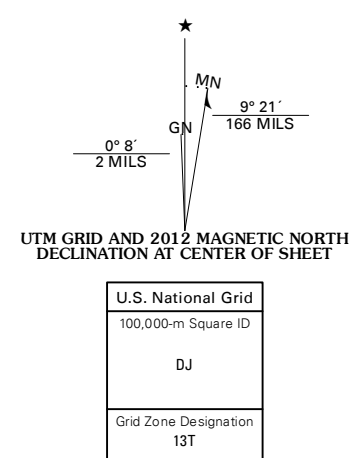 ★
MN
9° 21´
166 MILS
GN
0° 8´
2 MILS
UTM GRID AND 2012 MAGNETIC NORTH
DECLINATION AT CENTER OF SHEET
U.S. National Grid
100,000-m Square ID
DJ
Grid Zone Designation
13T